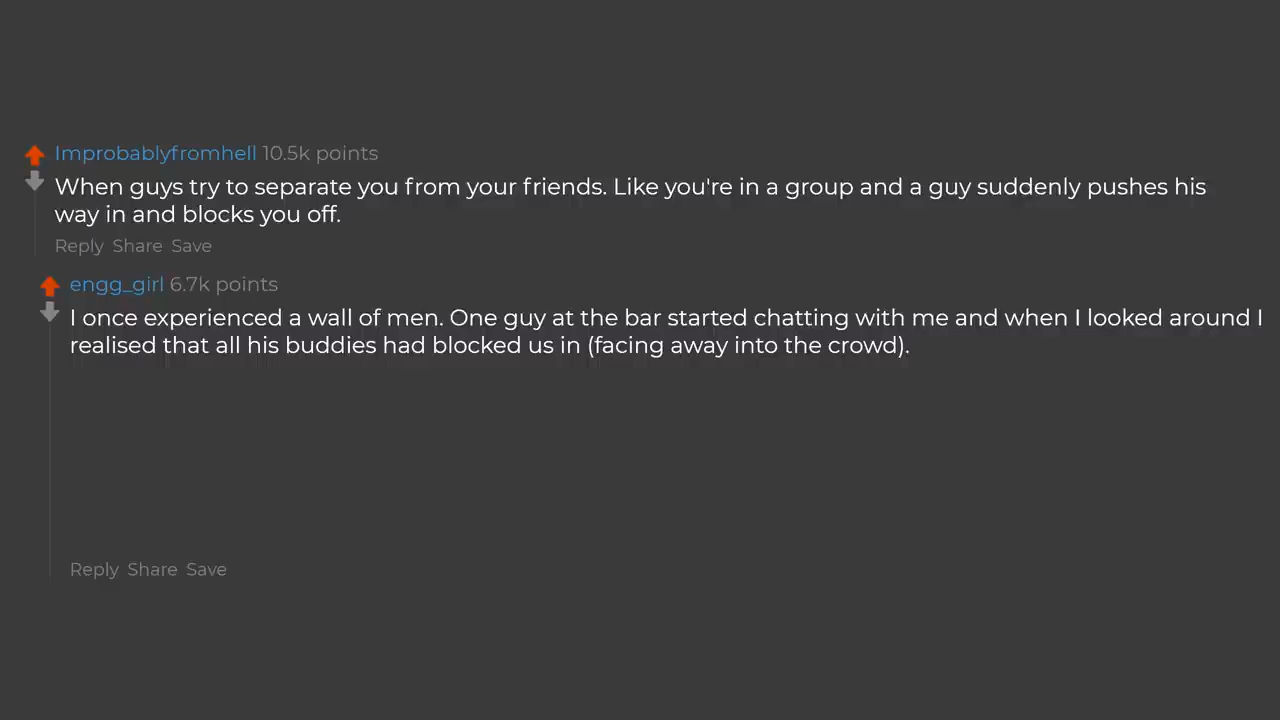 Improbablyfromhell 10.5k points
When guys try to separate you from your friends. Like you're in a group and a guy suddenly pushes his
way in and blocks you off.
Reply Share Save
engg_girl 6.7k points
I once experienced a wall of men. One guy at the bar started chatting with me and when I looked around I
realised that all his buddies had blocked us in (facing away into the crowd).
Reply Share Save